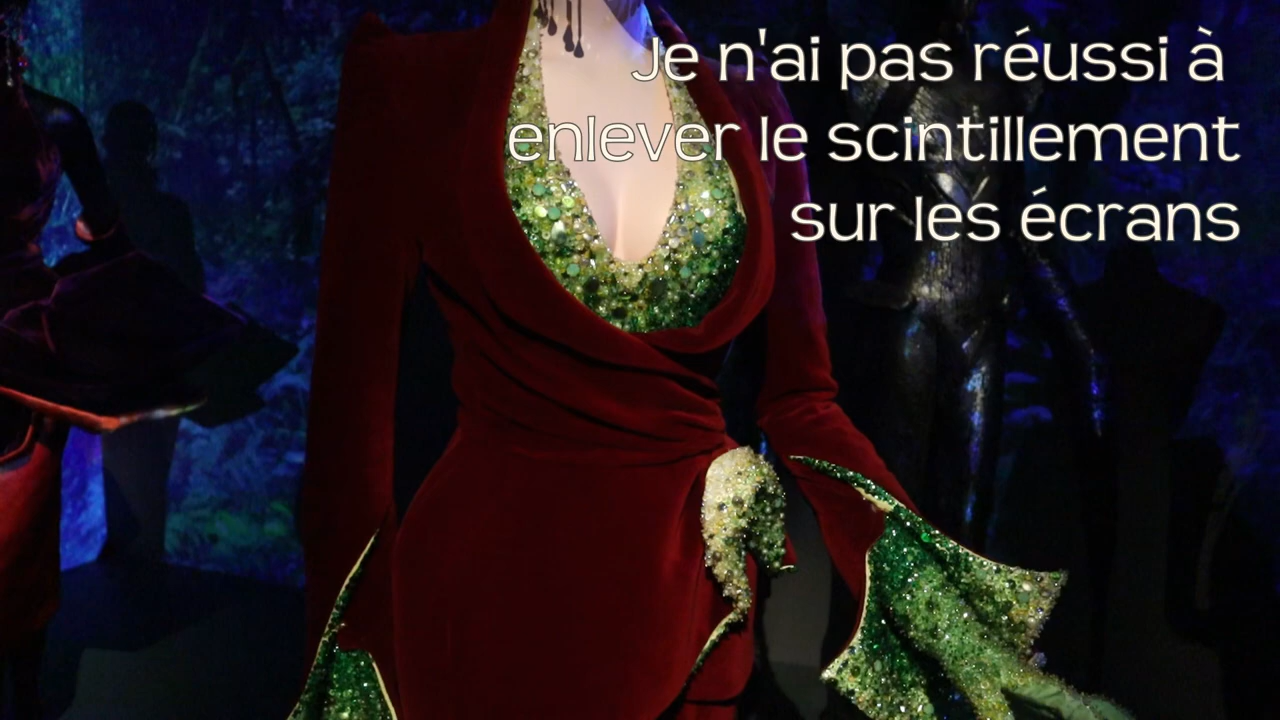 Je n'ai pas réussi à
enlever le scintillement
sur les écrans